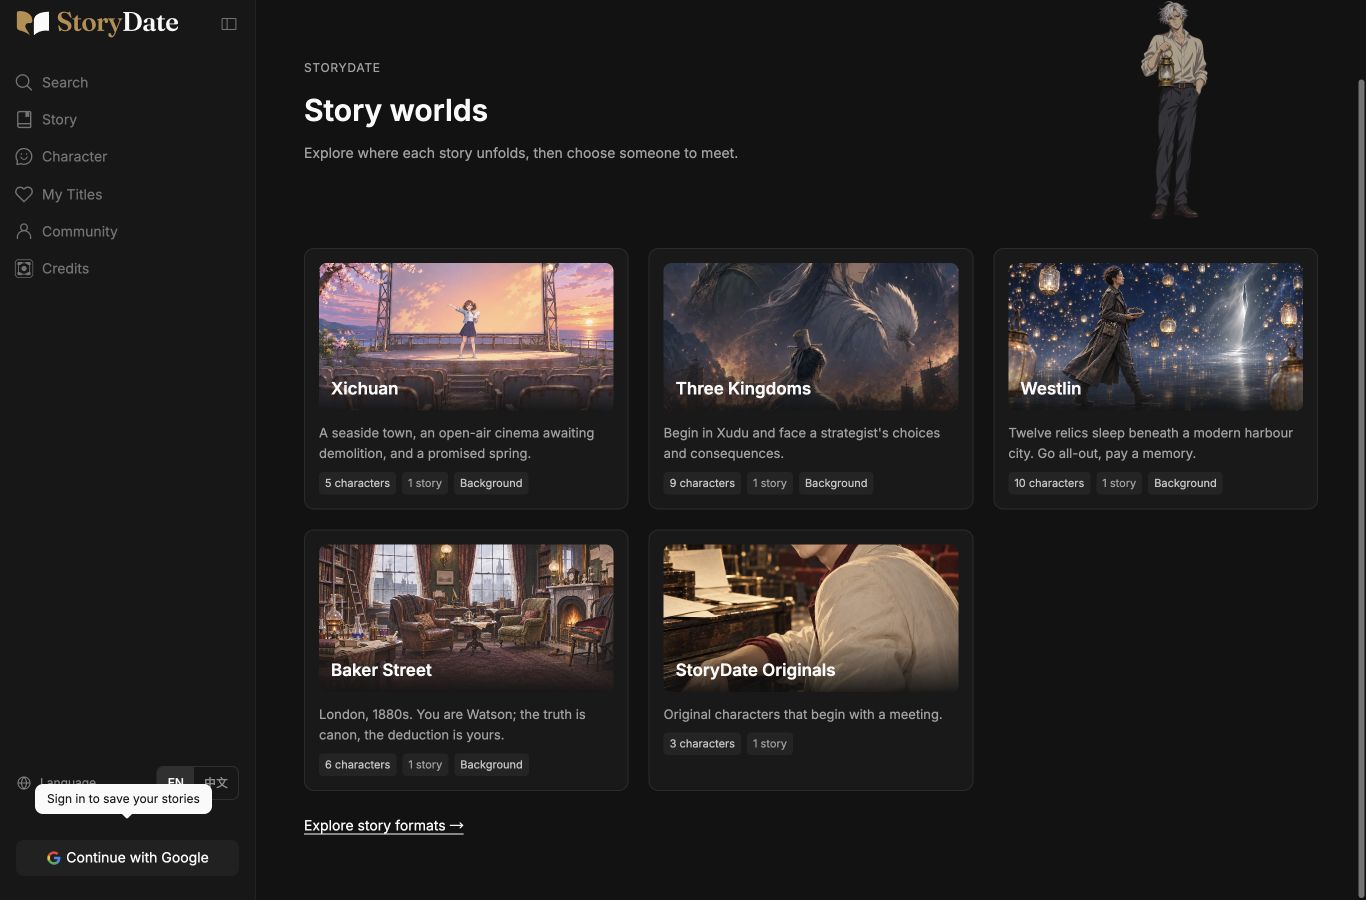 StoryDate
Search
Story
Character
My Titles
Community
Credits
Language
EN
中文
Sign in to save your stories
Continue with Google
STORYDATE
Story worlds
Explore where each story unfolds, then choose someone to meet.
Xichuan
A seaside town, an open-air cinema awaiting
demolition, and a promised spring.
5 characters
1 story
Background
Three Kingdoms
Begin in Xudu and face a strategist's choices
and consequences.
9 characters
1 story
Background
Westlin
Twelve relics sleep beneath a modern harbour
city. Go all-out, pay a memory.
10 characters
1 story
Background
Baker Street
London, 1880s. You are Watson; the truth is
canon, the deduction is yours.
6 characters
1 story
Background
StoryDate Originals
Original characters that begin with a meeting.
3 characters
1 story
Explore story formats →